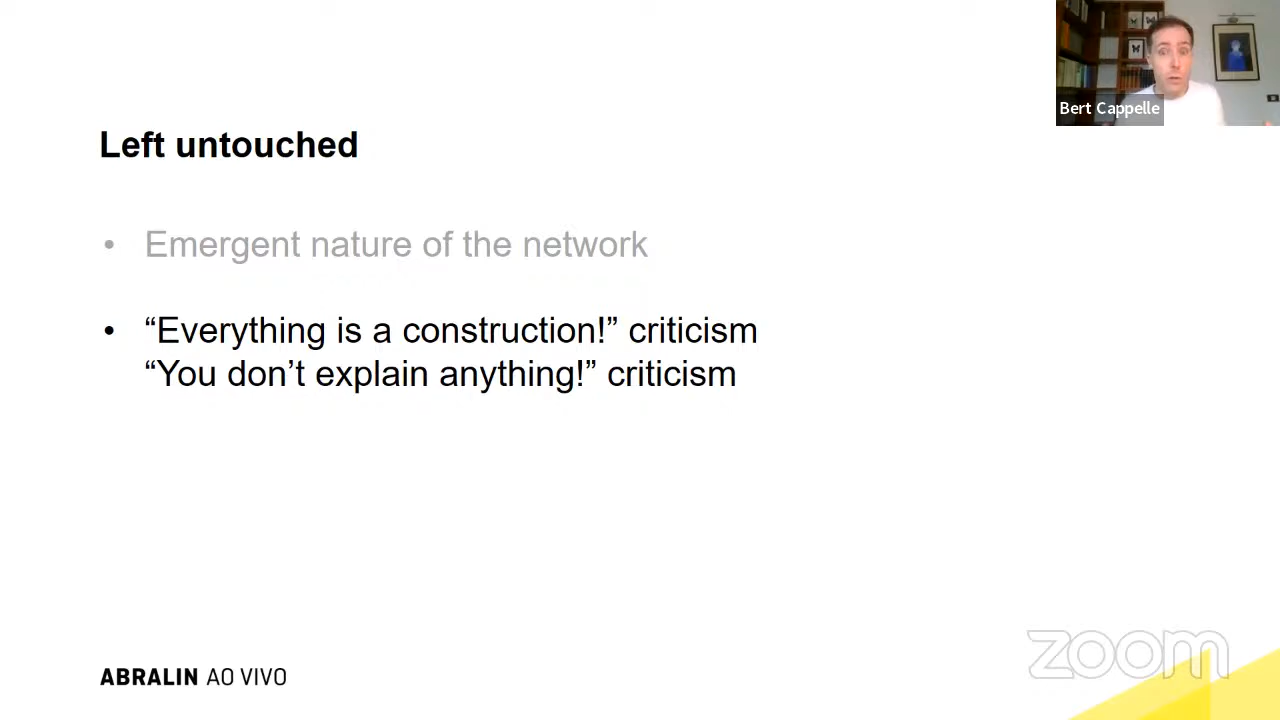 Bert Cappelle
Left untouched
• Emergent nature of the network
• “Everything is a construction!” criticism
“You don’t explain anything!” criticism
ABRALIN AO VIVO
zoom